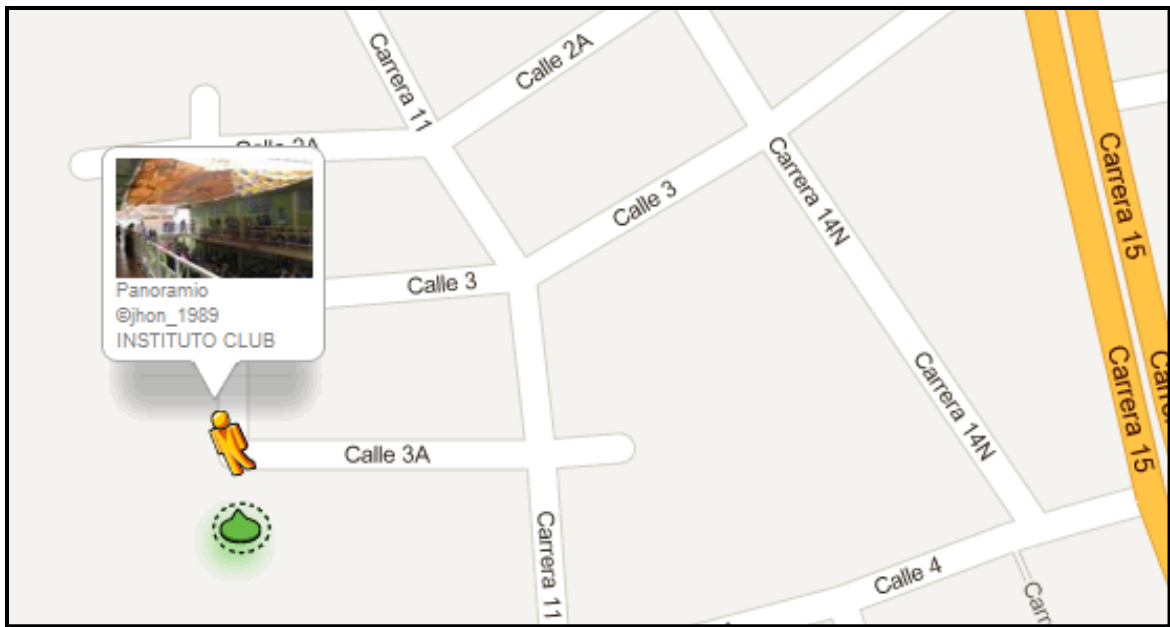 Carrera 11
Calle 2A
Calle 2A
Panoramio
©jhon_1989
INSTITUTO CLUB
Calle 3
Calle 3
Carrera 14N
Carrera 15
Calle 3A
Carrera 14N
Carrera 15
Carrera 11
Calle 4